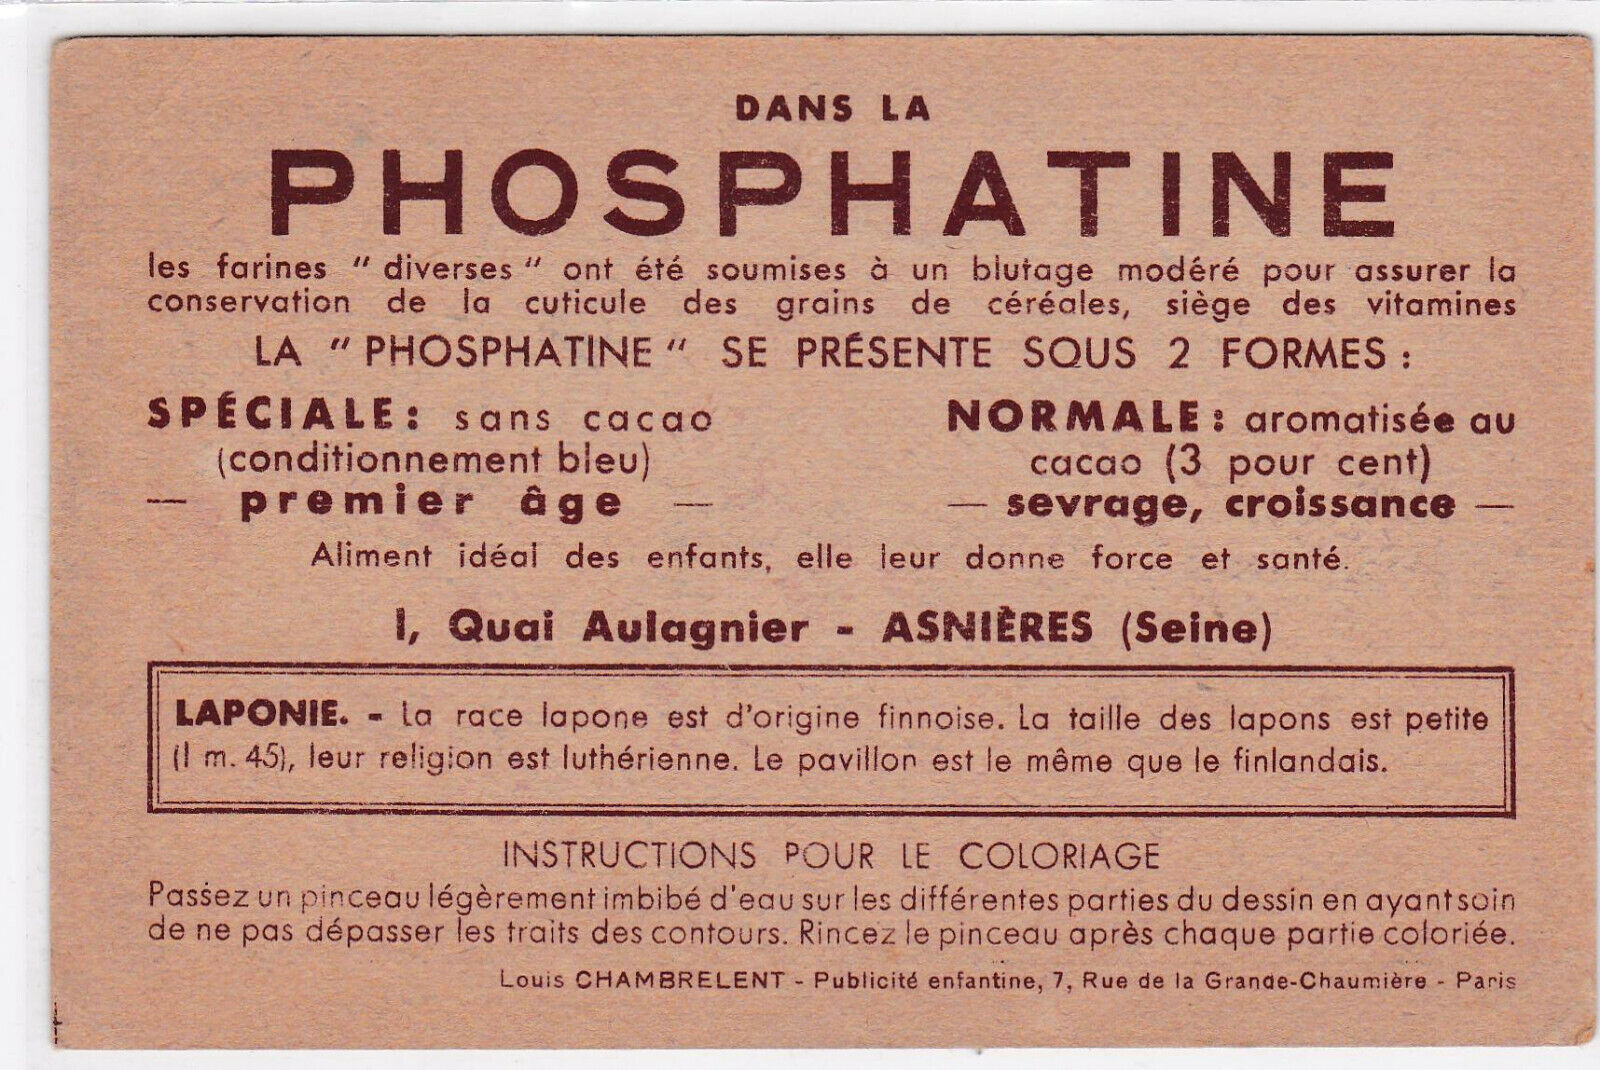 DANS LA
PHOSPHATINE
les farines " diverses " ont été soumises à un blutage modéré pour assurer la
conservation de la cuticule des grains de céréales, siège des vitamines
LA " PHOSPHATINE " SE PRÉSENTE SOUS 2 FORMES :
SPÉCIALE : sans cacao
(conditionnement bleu)
— premier âge —
NORMALE : aromatisée au
cacao (3 pour cent)
— sevrage, croissance —
Aliment idéal des enfants, elle leur donne force et santé.
1, Quai Aulagnier - ASNIÈRES (Seine)
LAPONIE. - La race lapone est d'origine finnoise. La taille des lapons est petite
(1 m. 45), leur religion est luthérienne. Le pavillon est le même que le finlandais.
INSTRUCTIONS POUR LE COLORIAGE
Passez un pinceau légèrement imbibé d'eau sur les différentes parties du dessin en ayant soin
de ne pas dépasser les traits des contours. Rincez le pinceau après chaque partie coloriée.
Louis CHAMBRELENT - Publicité enfantine, 7, Rue de la Grande-Chaumière - Paris